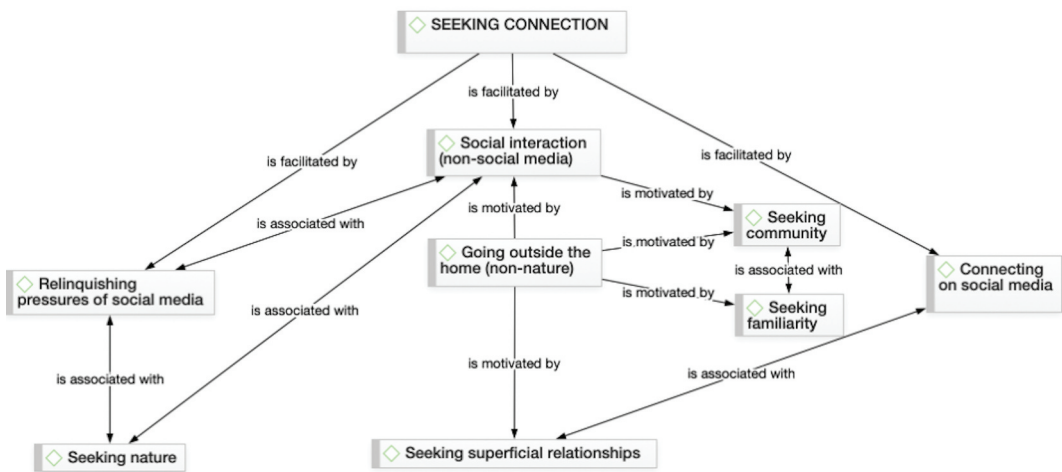 SEEKING CONNECTION
is facilitated by
Social interaction
(non-social media)
is facilitated by
is facilitated by
is motivated by
is associated with
is motivated by
Seeking
community
Going outside the
home (non-nature)
is motivated by
is associated with
Relinquishing
pressures of social media
Connecting
on social media
is motivated by
Seeking
familiarity
is associated with
is motivated by
is associated with
is associated with
Seeking nature
Seeking superficial relationships